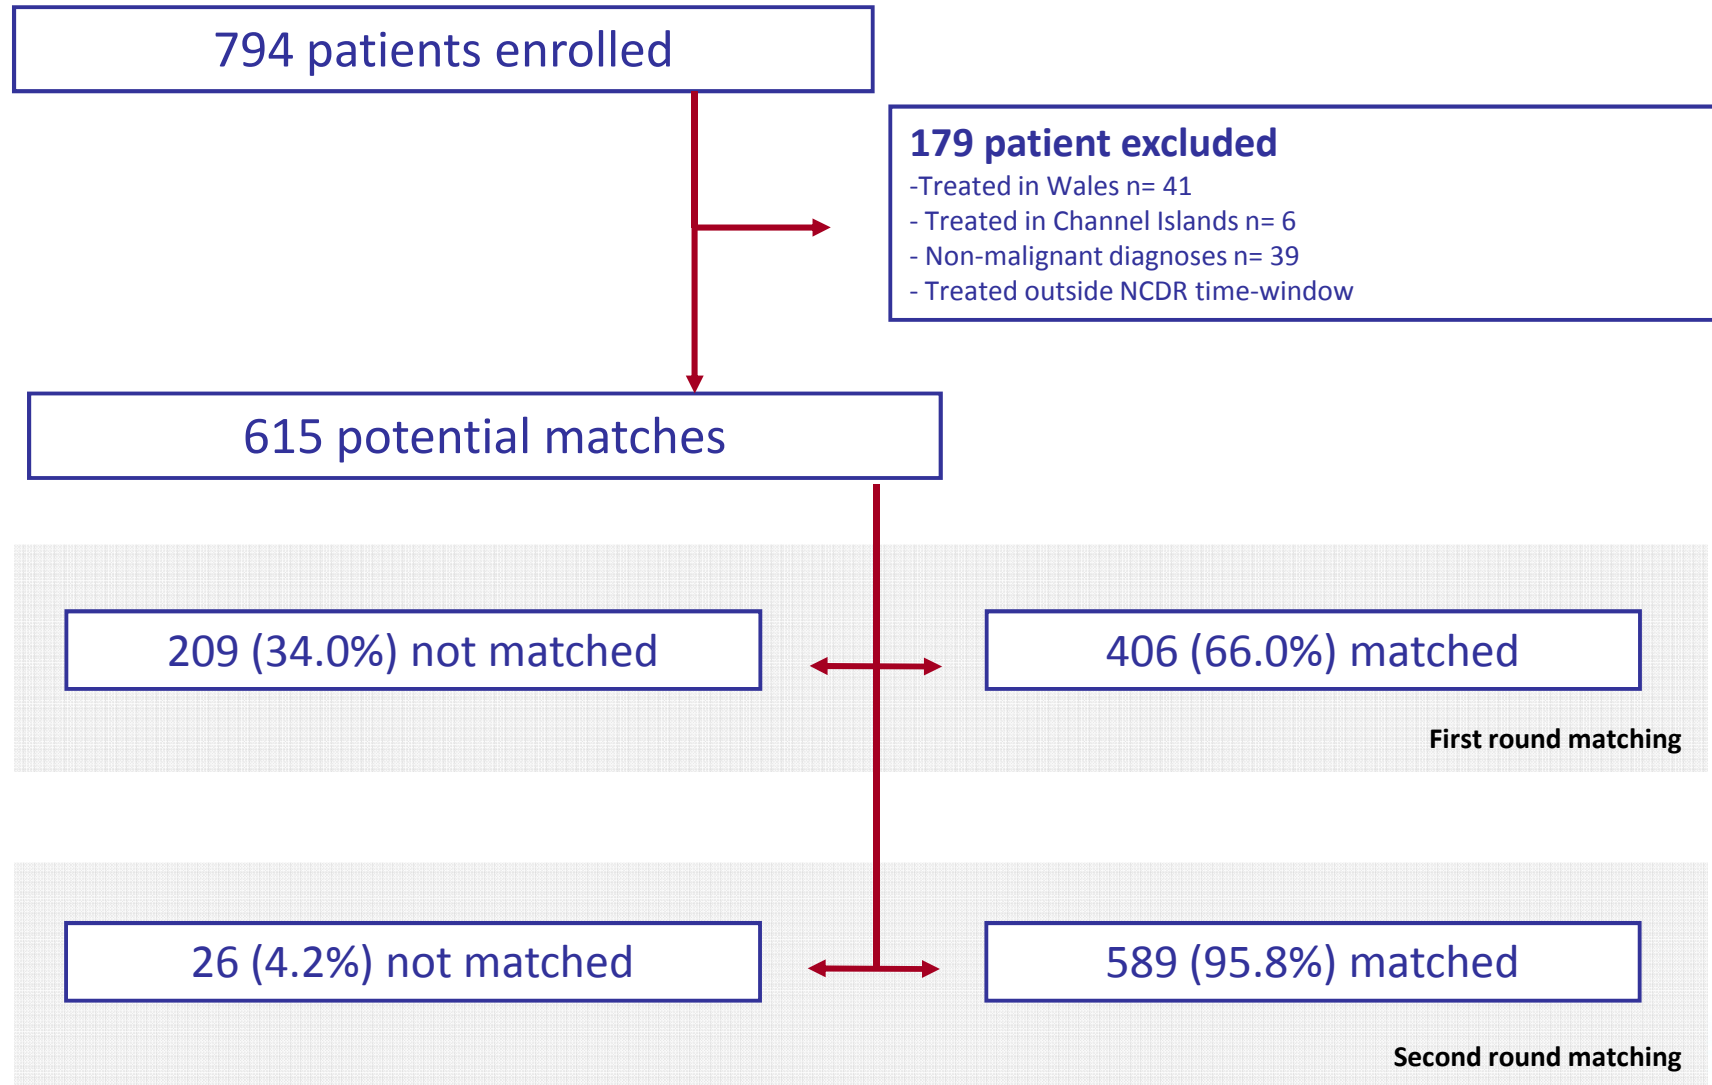 794 patients enrolled
179 patient excluded
-Treated in Wales n= 41
- Treated in Channel Islands n= 6
- Non-malignant diagnoses n= 39
- Treated outside NCDR time-window
615 potential matches
209 (34.0%) not matched
406 (66.0%) matched
First round matching
26 (4.2%) not matched
589 (95.8%) matched
Second round matching